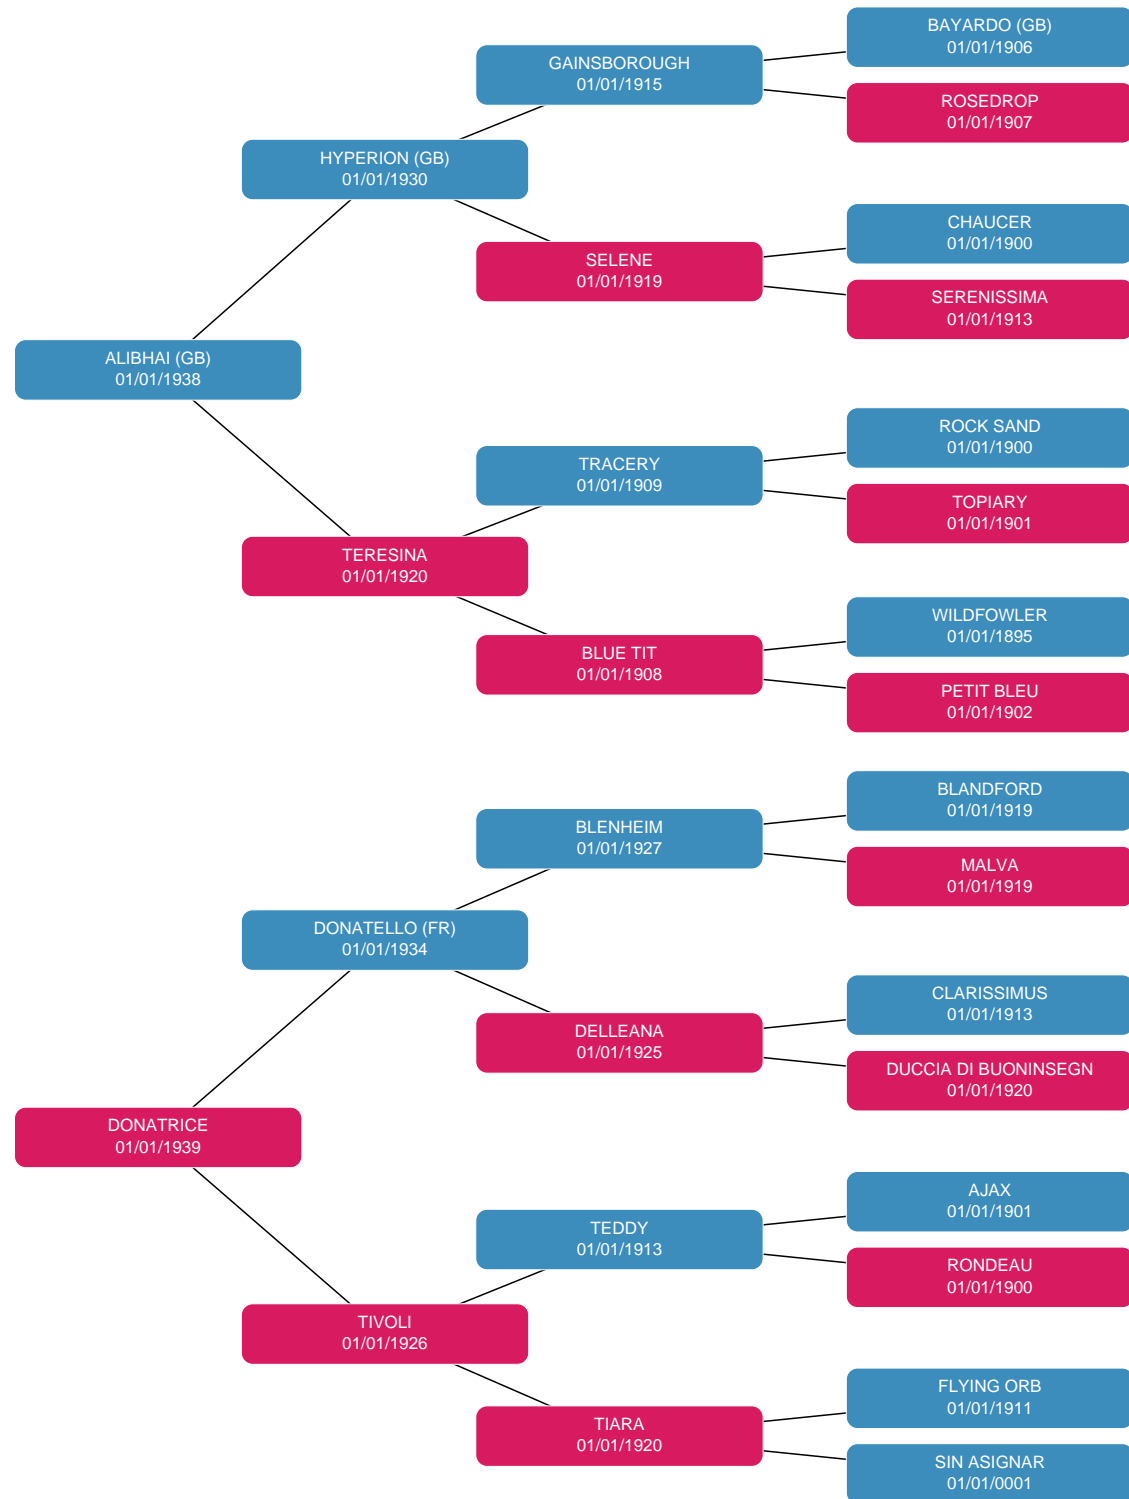 BAYARDO (GB)
01/01/1906
GAINSBOROUGH
01/01/1915
ROSEDROP
01/01/1907
HYPERION (GB)
01/01/1930
CHAUCER
01/01/1900
SELENE
01/01/1919
SERENISSIMA
01/01/1913
ALIBHAI (GB)
01/01/1938
ROCK SAND
01/01/1900
TRACERY
01/01/1909
TOPIARY
01/01/1901
TERESINA
01/01/1920
WILDFOWLER
01/01/1895
BLUE TIT
01/01/1908
PETIT BLEU
01/01/1902
BLANDFORD
01/01/1919
BLENHEIM
01/01/1927
MALVA
01/01/1919
DONATELLO (FR)
01/01/1934
CLARISSIMUS
01/01/1913
DELLEANA
01/01/1925
DUCCIA DI BUONINSEGN
01/01/1920
DONATRICE
01/01/1939
AJAX
01/01/1901
TEDDY
01/01/1913
RONDEAU
01/01/1900
TIVOLI
01/01/1926
FLYING ORB
01/01/1911
TIARA
01/01/1920
SIN ASIGNAR
01/01/0001